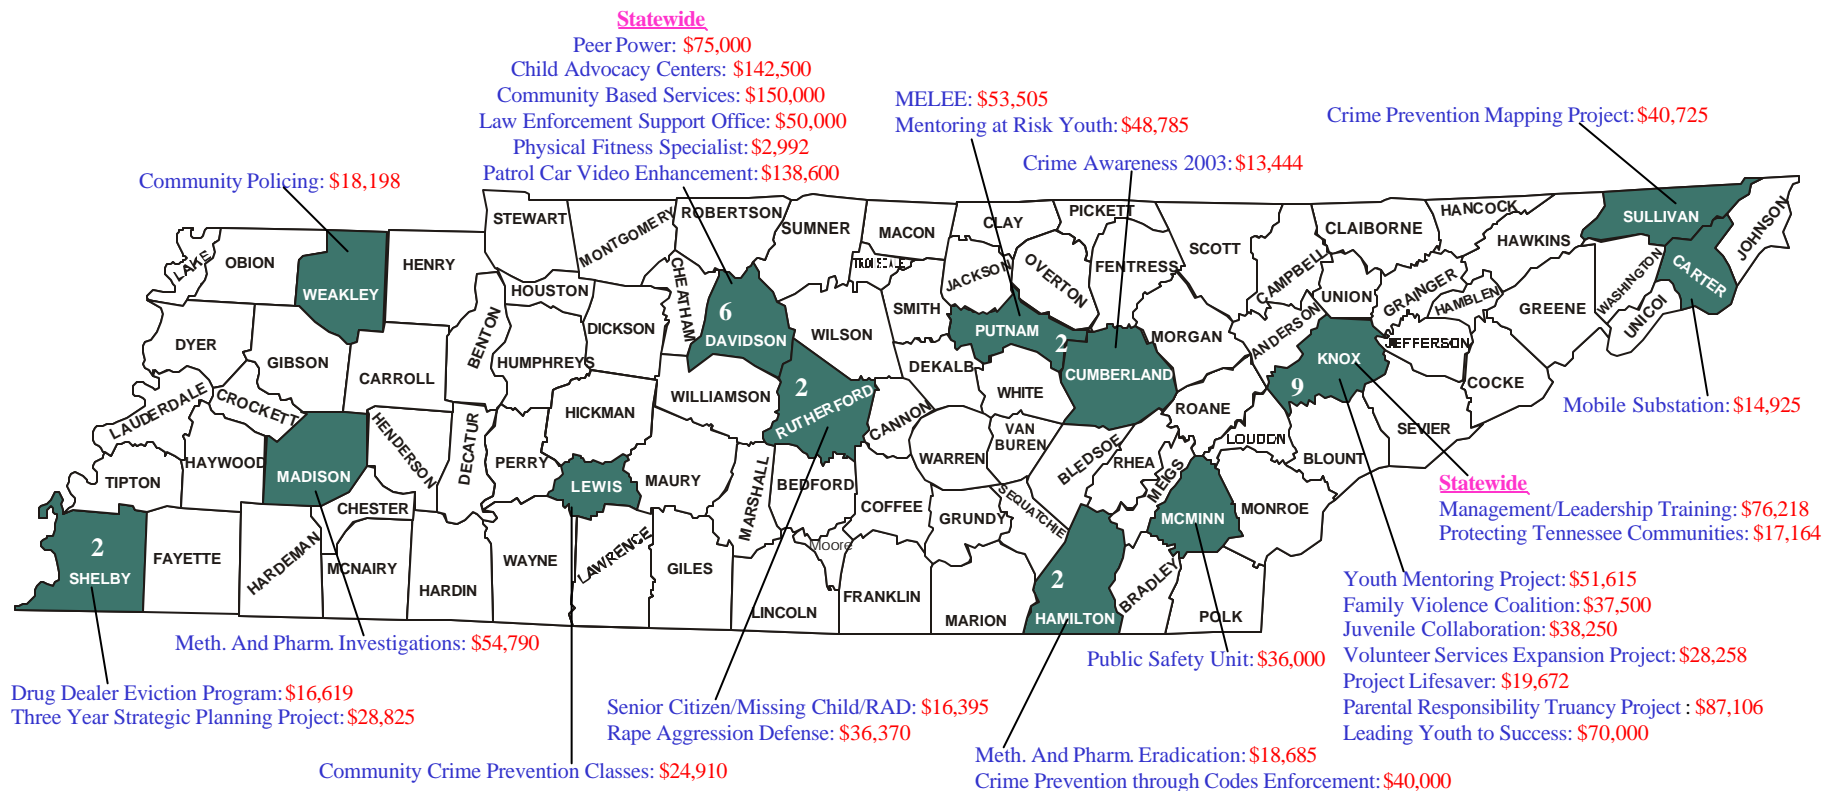 Statewide
Peer Power: $75,000
Child Advocacy Centers: $142,500
Community Based Services: $150,000
Law Enforcement Support Office: $50,000
Physical Fitness Specialist: $2,992
Patrol Car Video Enhancement: $138,600
MELEE: $53,505
Mentoring at Risk Youth: $48,785
Crime Awareness 2003: $13,444
Crime Prevention Mapping Project: $40,725
Community Policing: $18,198
LAKE
OBION
WEAKLEY
HENRY
STEWART
MONTGOMERY
ROBERTSON
SUMNER
MACON
TROUSDALE
CLAY
PICKETT
SCOTT
CLAIBORNE
HANCOCK
HAWKINS
SULLIVAN
JOHNSON
CARTER
WASHINGTON
UNICOI
GREENE
HAMBLEN
GRAINGER
UNION
CAMPBELL
ANDERSON
MORGAN
FENTRESS
OVERTON
JACKSON
SMITH
PUTNAM
2
CUMBERLAND
WILSON
6
DAVIDSON
CHEATHAM
DICKSON
HOUSTON
HUMPHREYS
BENTON
CARROLL
GIBSON
DYER
LAUDERDALE
CROCKETT
HAYWOOD
MADISON
HENDERSON
DECATUR
PERRY
HICKMAN
WILLIAMSON
2
RUTHERFORD
CANNON
DEKALB
WHITE
VAN
BUREN
WARREN
BLEDSOE
RHEA
MEIGS
ROANE
LOUDON
KNOX
9
JEFFERSON
COCKE
SEVIER
BLOUNT
MONROE
MCMINN
POLK
BRADLEY
2
HAMILTON
SEQUATCHIE
GRUNDY
MARION
COFFEE
FRANKLIN
Moore
BEDFORD
LINCOLN
MARSHALL
MAURY
GILES
LEWIS
LAWRENCE
WAYNE
HARDIN
CHESTER
MCNAIRY
HARDEMAN
FAYETTE
TIPTON
2
SHELBY
Mobile Substation: $14,925
Statewide
Management/Leadership Training: $76,218
Protecting Tennessee Communities: $17,164
Youth Mentoring Project: $51,615
Family Violence Coalition: $37,500
Juvenile Collaboration: $38,250
Volunteer Services Expansion Project: $28,258
Project Lifesaver: $19,672
Parental Responsibility Truancy Project : $87,106
Leading Youth to Success: $70,000
Public Safety Unit: $36,000
Meth. And Pharm. Investigations: $54,790
Drug Dealer Eviction Program: $16,619
Three Year Strategic Planning Project: $28,825
Senior Citizen/Missing Child/RAD: $16,395
Rape Aggression Defense: $36,370
Community Crime Prevention Classes: $24,910
Meth. And Pharm. Eradication: $18,685
Crime Prevention through Codes Enforcement: $40,000